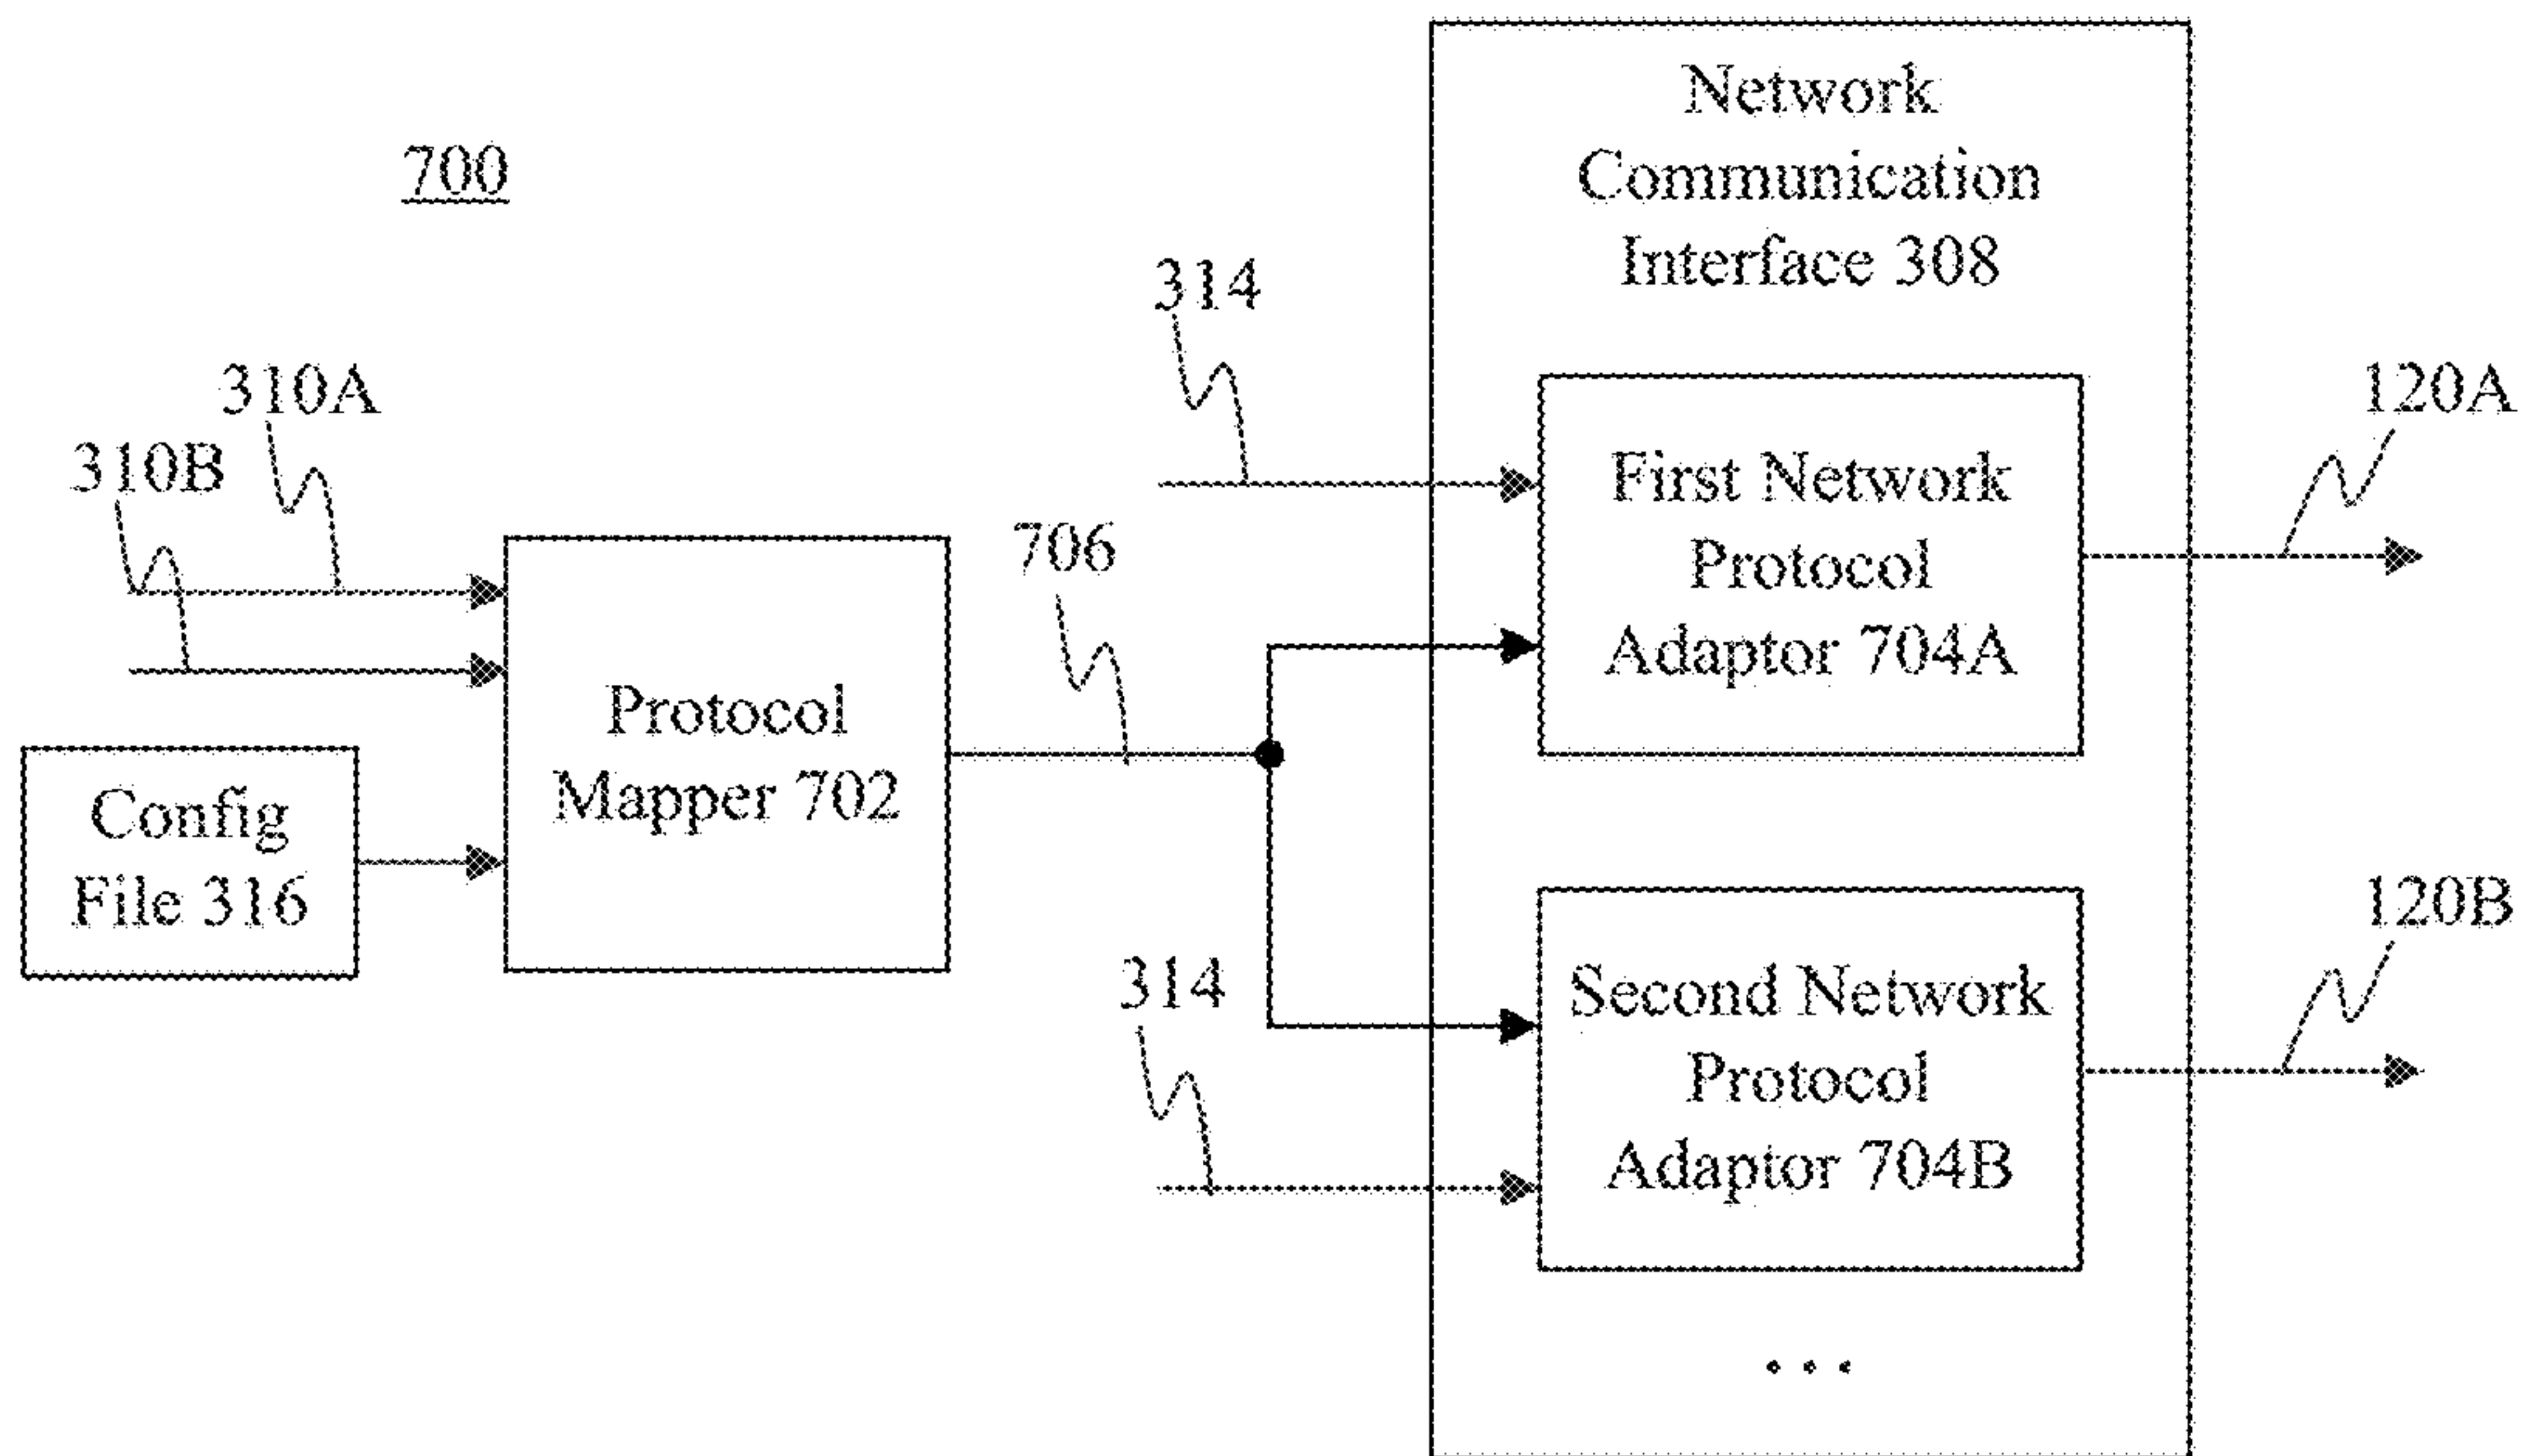 700
Network
Communication
Interface 308
314
310A
310B
120A
First Network
Protocol
Adaptor 704A
706
Protocol
Mapper 702
Config
File 316
120B
314
Second Network
Protocol
Adaptor 704B
...